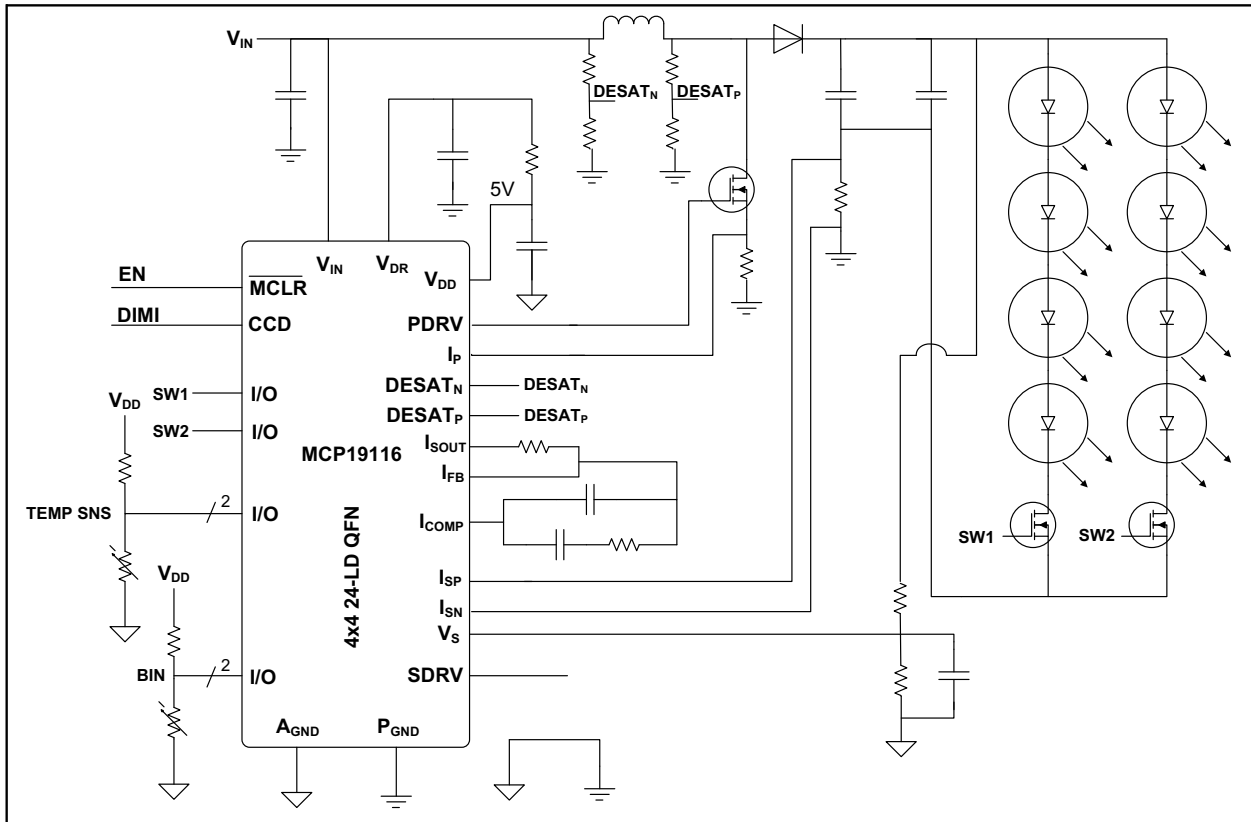 VIN
DESATN
DESATP
5V
VIN
VDR
VDD
EN
MCLR
DIMI
CCD
PDRV
IP
SW1
I/O
DESATN
DESATN
VDD
SW2
I/O
DESATP
DESATP
ISOUT
MCP19116
IFB
TEMP SNS
2
I/O
ICOMP
SW1
SW2
VDD
4x4 24-LD QFN
ISP
ISN
VS
BIN
2
I/O
SDRV
AGND
PGND